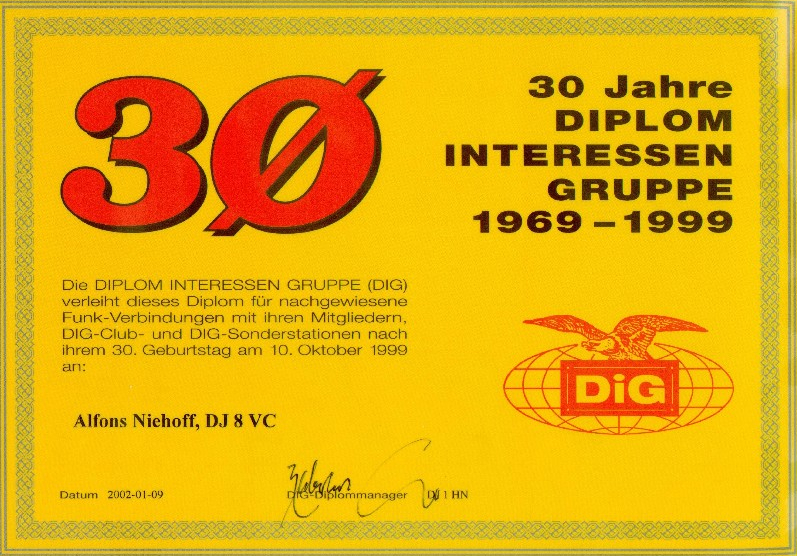 3Ø
30 Jahre
DIPLOM
INTERESSEN
GRUPPE
1969 – 1999
Die DIPLOM INTERESSEN GRUPPE (DIG)
verleiht dieses Diplom für nachgewiesene
Funk-Verbindungen mit ihren Mitgliedern,
DIG-Club- und DIG-Sonderstationen nach
ihrem 30. Geburtstag am 10. Oktober 1999
an:
DiG
Alfons Niehoff, DJ 8 VC
Datum 2002-01-09 DIG-Diplommanager DJ 1 HN